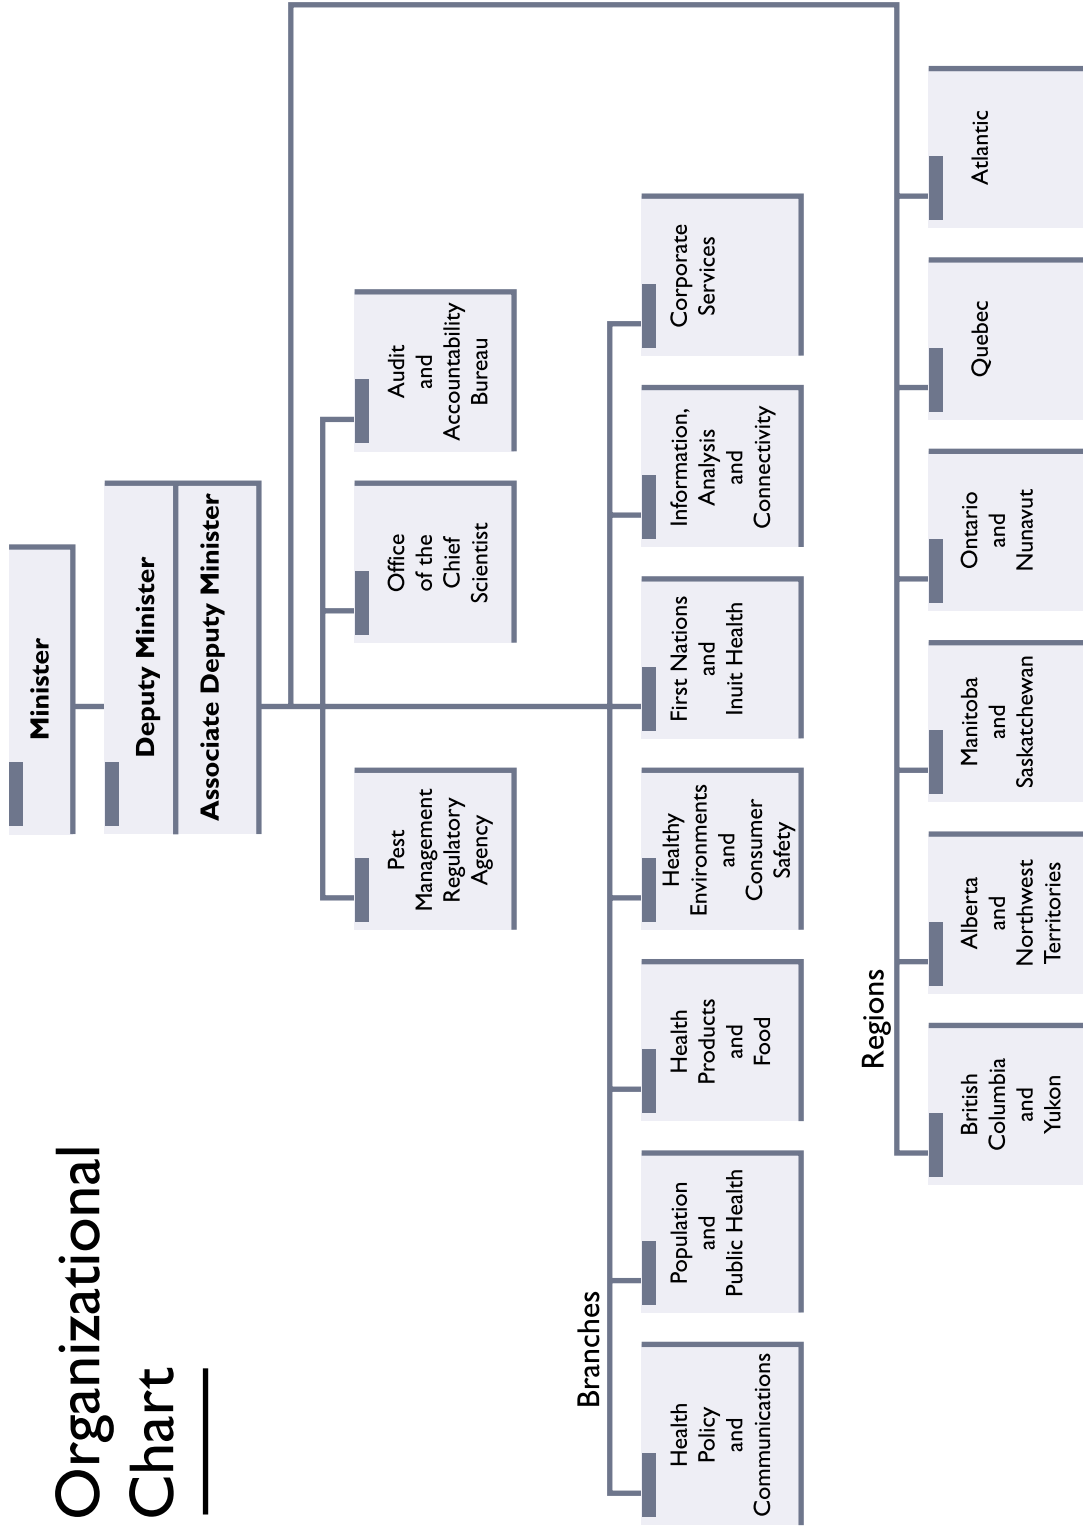 Organizational
Chart
Minister
Deputy Minister
Associate Deputy Minister
Pest
Management
Regulatory
Agency
Office
of the
Chief
Scientist
Audit
and
Accountability
Bureau
Branches
Health
Policy
and
Communications
Population
and
Public Health
Health
Products
and
Food
Healthy
Environments
and
Consumer
Safety
First Nations
and
Inuit Health
Information,
Analysis
and
Connectivity
Corporate
Services
Regions
British
Columbia
and
Yukon
Alberta
and
Northwest
Territories
Manitoba
and
Saskatchewan
Ontario
and
Nunavut
Quebec
Atlantic